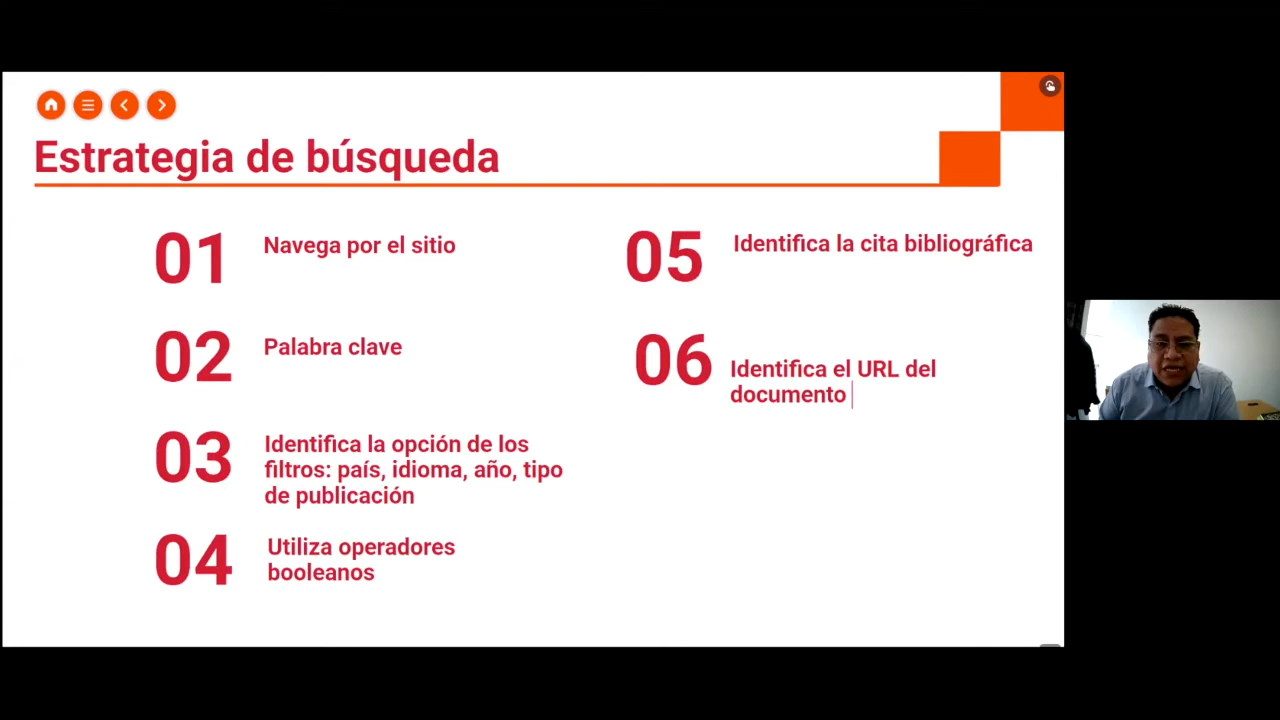 Estrategia de búsqueda
01
Navega por el sitio
02
Palabra clave
03
Identifica la opción de los
filtros: país, idioma, año, tipo
de publicación
04
Utiliza operadores
booleanos
05
Identifica la cita bibliográfica
06
Identifica el URL del
documento